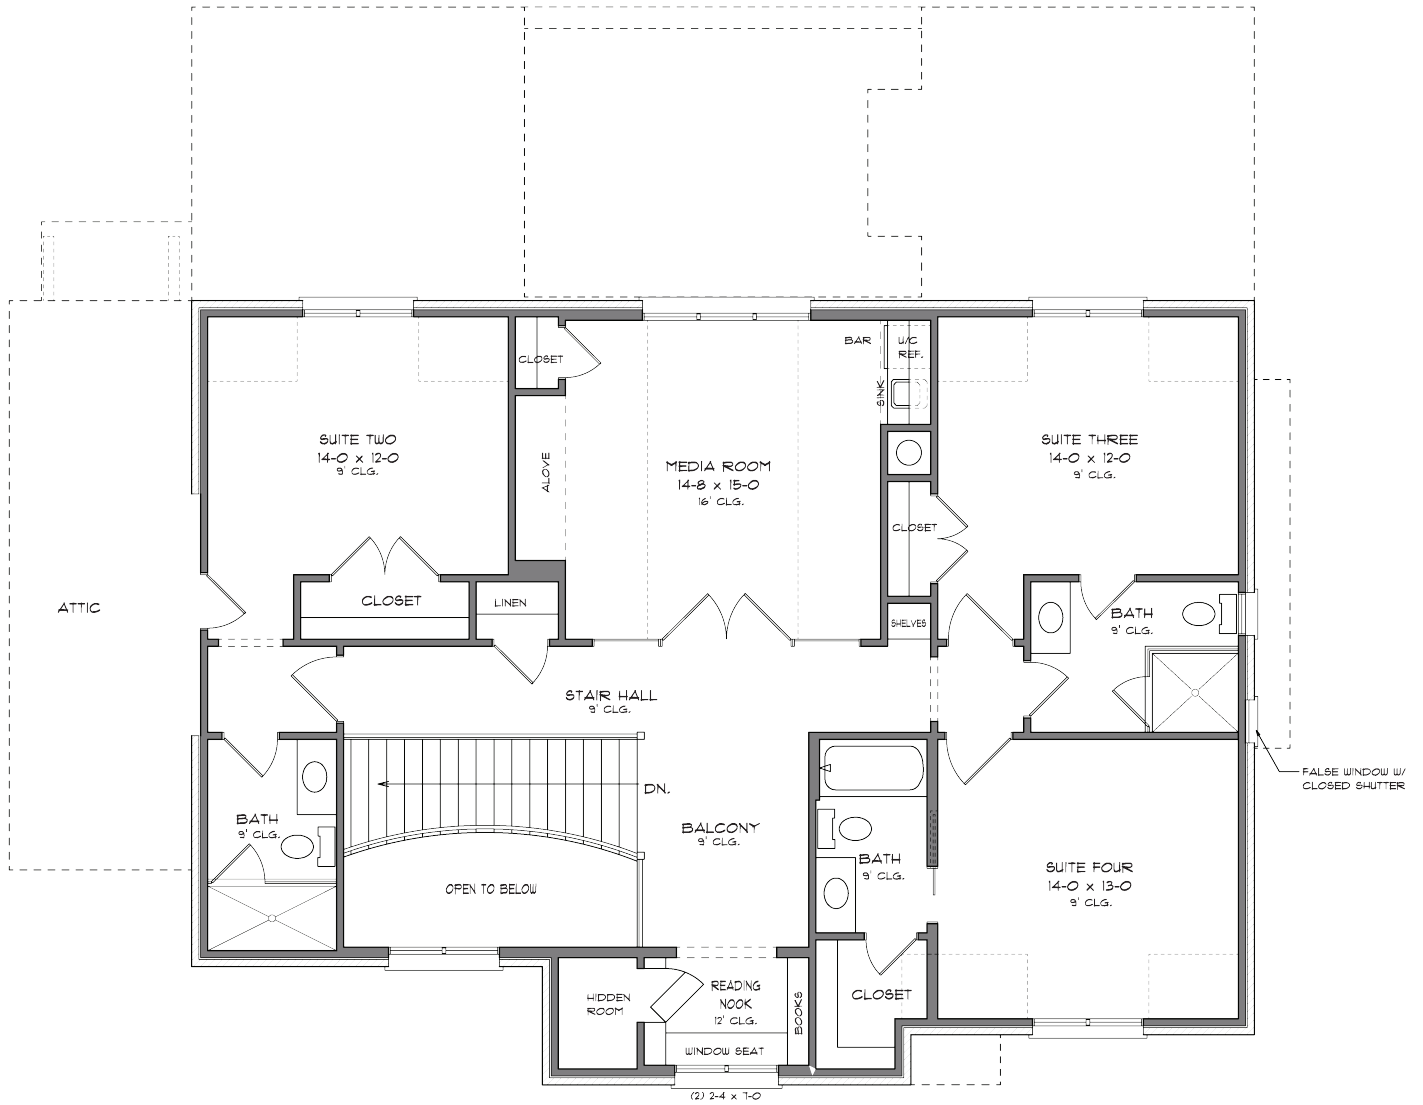 BAR
U/C
REF.
CLOSET
SINK
SUITE TWO
14-0 x 12-0
9' CLG.
ALOVE
MEDIA ROOM
14-8 x 15-0
16' CLG.
SUITE THREE
14-0 x 12-0
9' CLG.
CLOSET
ATTIC
CLOSET
LINEN
SHELVES
BATH
9' CLG.
STAIR HALL
9' CLG.
DN.
FALSE WINDOW W/
CLOSED SHUTTER
BATH
9' CLG.
BALCONY
9' CLG.
BATH
9' CLG.
SUITE FOUR
14-0 x 13-0
9' CLG.
OPEN TO BELOW
HIDDEN
ROOM
READING
NOOK
12' CLG.
BOOKS
CLOSET
WINDOW SEAT
(2) 2-4 x 7-0